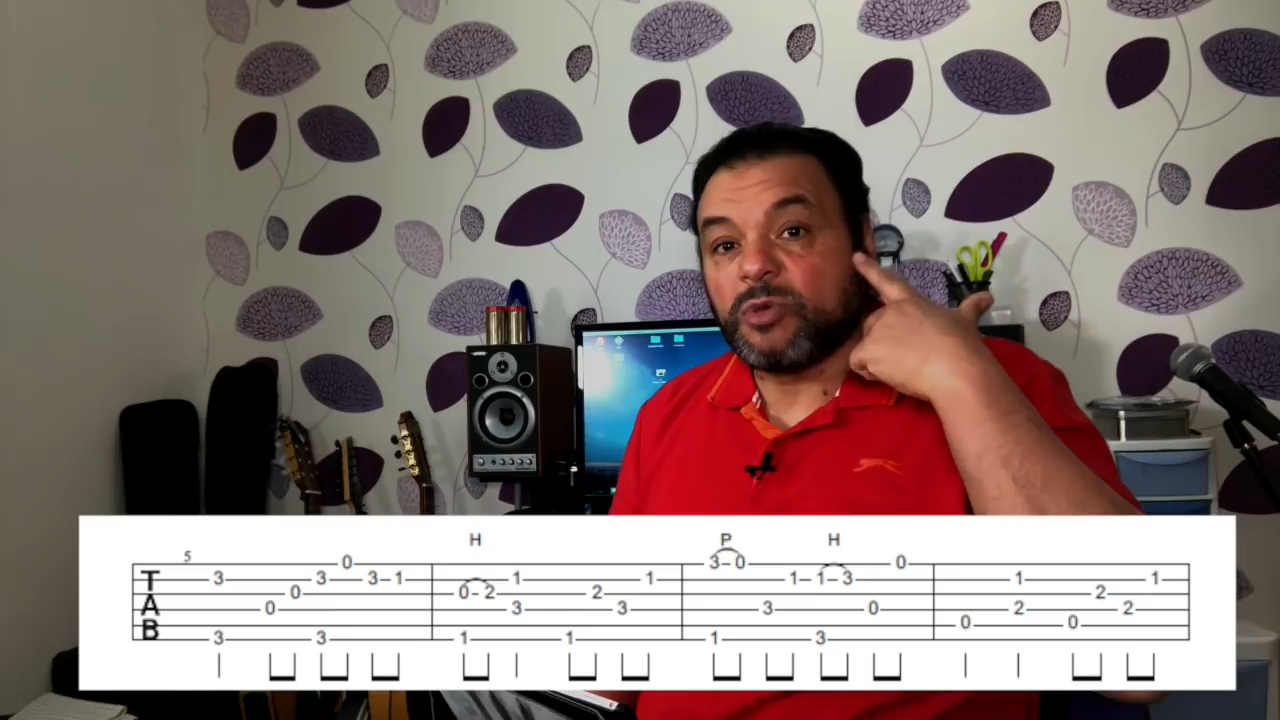 H P H
5
0 3-0 0
T 3 3 3-1 1 1 1-1-3 1 1
0 0-2 2 2
A 0 3 3 3 0 2 2
0 0
B 3 3 1 1 1 3